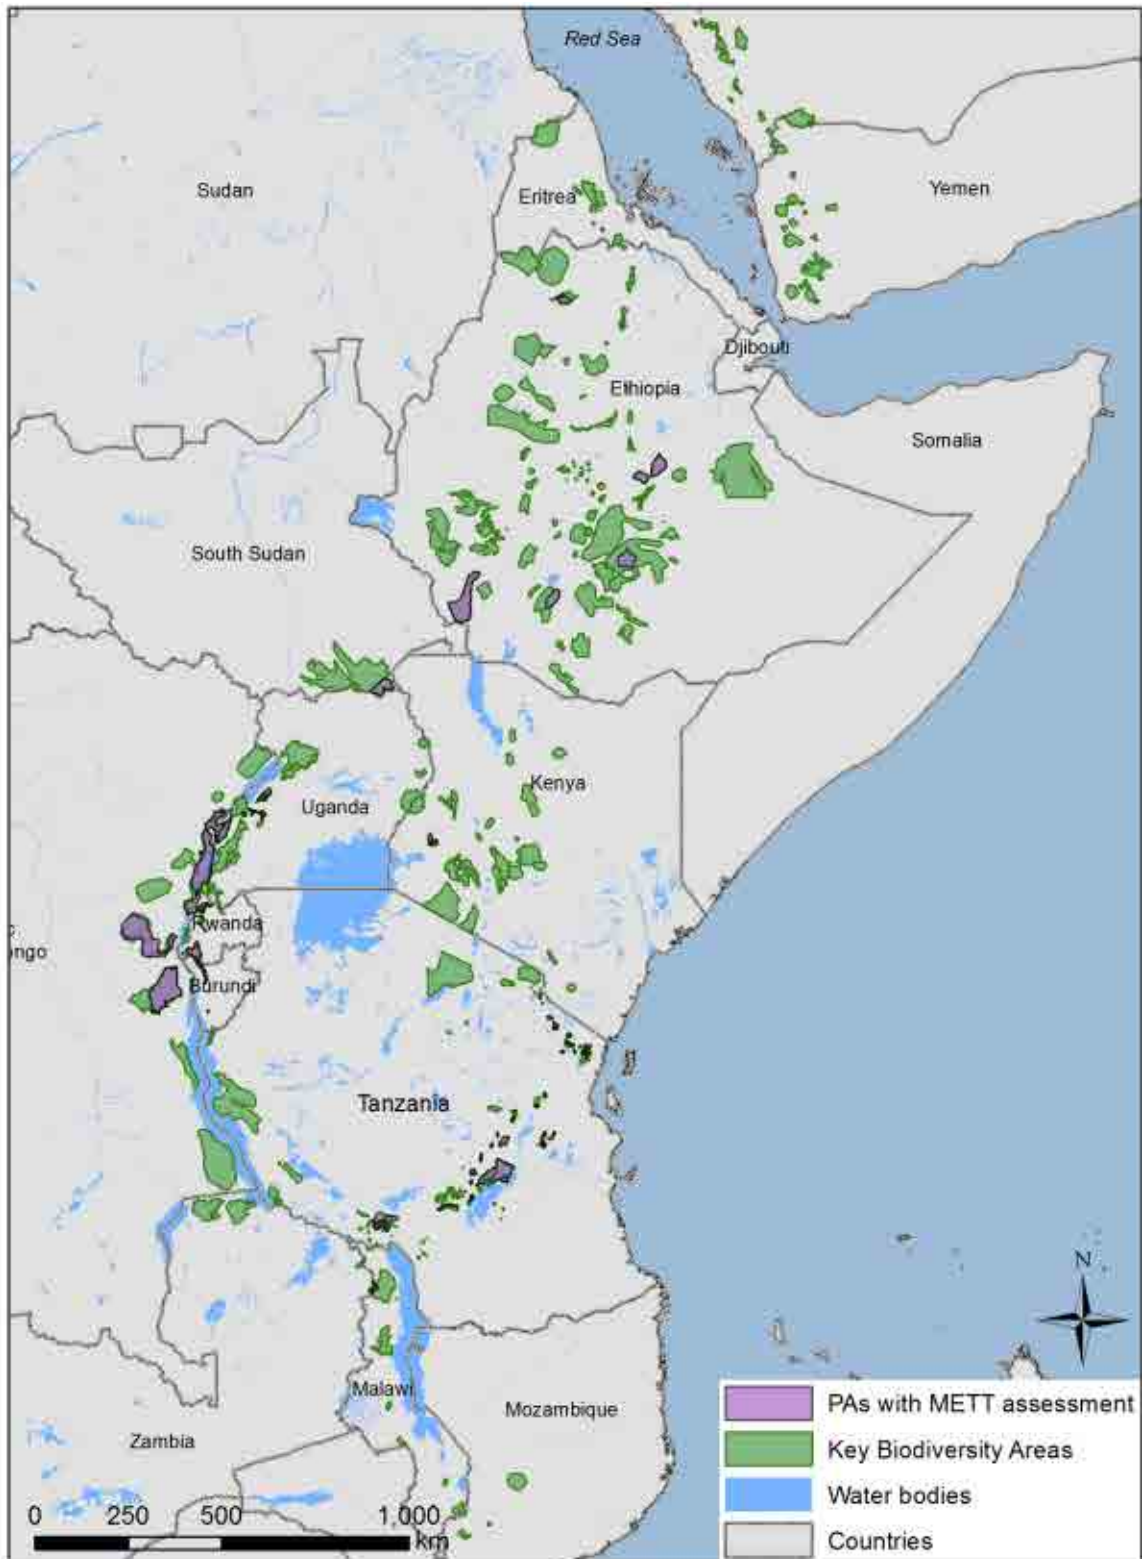 Red Sea
Sudan
Eritrea
Yemen
Djibouti
Ethiopia
Somalia
South Sudan
Kenya
Uganda
Rwanda
ngo
Burundi
Tanzania
N
Malawi
Mozambique
Zambia
PAs with METT assessment
Key Biodiversity Areas
Water bodies
Countries
0 250 500 1,000
km